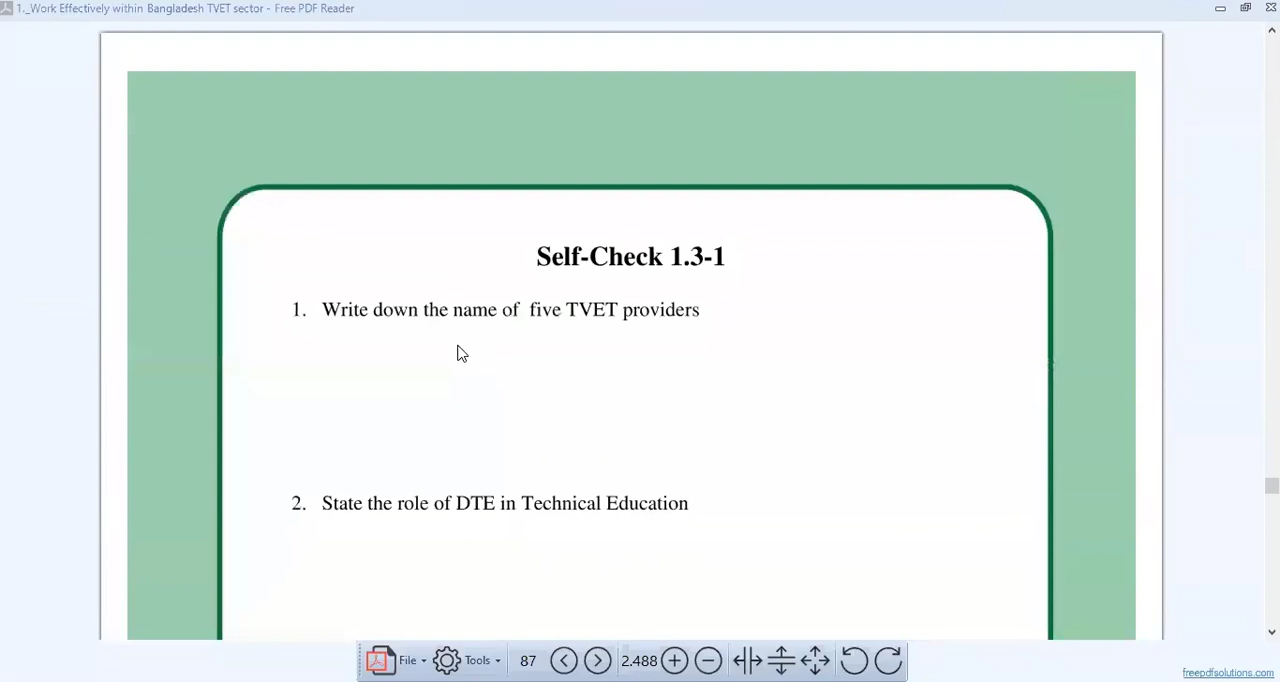 1._Work Effectively within Bangladesh TVET sector - Free PDF Reader
Self-Check 1.3-1
1. Write down the name of five TVET providers
2. State the role of DTE in Technical Education
File Tools 87 2.488
freepdfsolutions.com